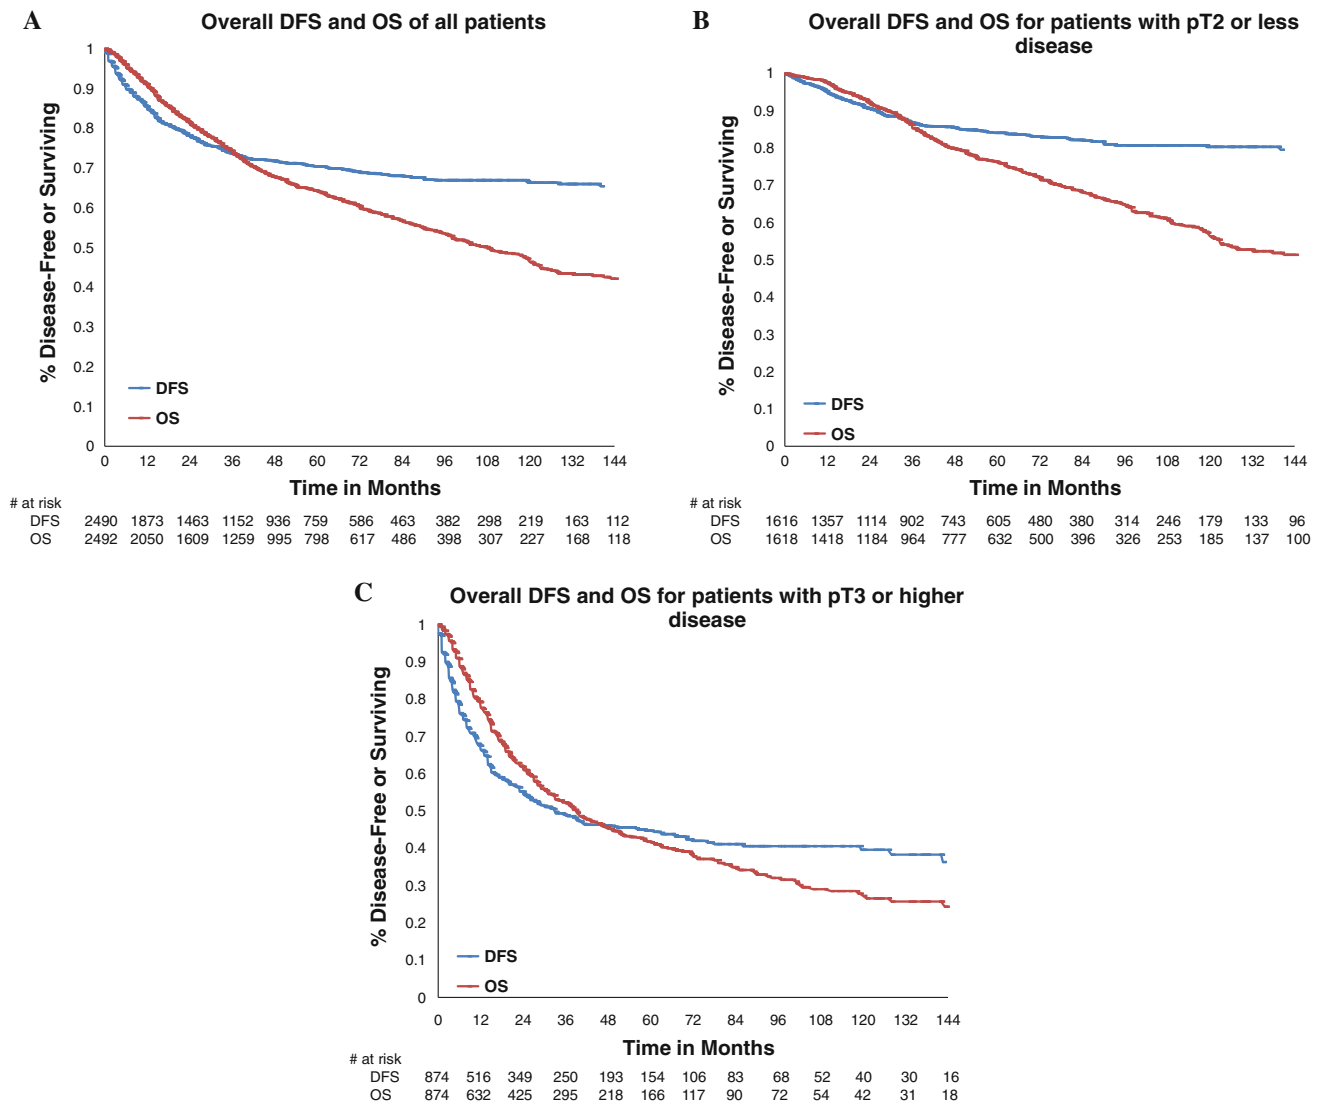 A
Overall DFS and OS of all patients
% Disease-Free or Surviving
1
0.9
0.8
0.7
0.6
0.5
0.4
0.3
0.2
0.1
0
DFS
OS
0 12 24 36 48 60 72 84 96 108 120 132 144
Time in Months
# at risk
DFS 2490 1873 1463 1152 936 759 586 463 382 298 219 163 112
OS 2492 2050 1609 1259 995 798 617 486 398 307 227 168 118
B
Overall DFS and OS for patients with pT2 or less
disease
% Disease-Free or Surviving
1
0.9
0.8
0.7
0.6
0.5
0.4
0.3
0.2
0.1
0
DFS
OS
0 12 24 36 48 60 72 84 96 108 120 132 144
Time in Months
# at risk
DFS 1616 1357 1114 902 743 605 480 380 314 246 179 133 96
OS 1618 1418 1184 964 777 632 500 396 326 253 185 137 100
C
Overall DFS and OS for patients with pT3 or higher
disease
% Disease-Free or Surviving
1
0.9
0.8
0.7
0.6
0.5
0.4
0.3
0.2
0.1
0
DFS
OS
0 12 24 36 48 60 72 84 96 108 120 132 144
Time in Months
# at risk
DFS 874 516 349 250 193 154 106 83 68 52 40 30 16
OS 874 632 425 295 218 166 117 90 72 54 42 31 18